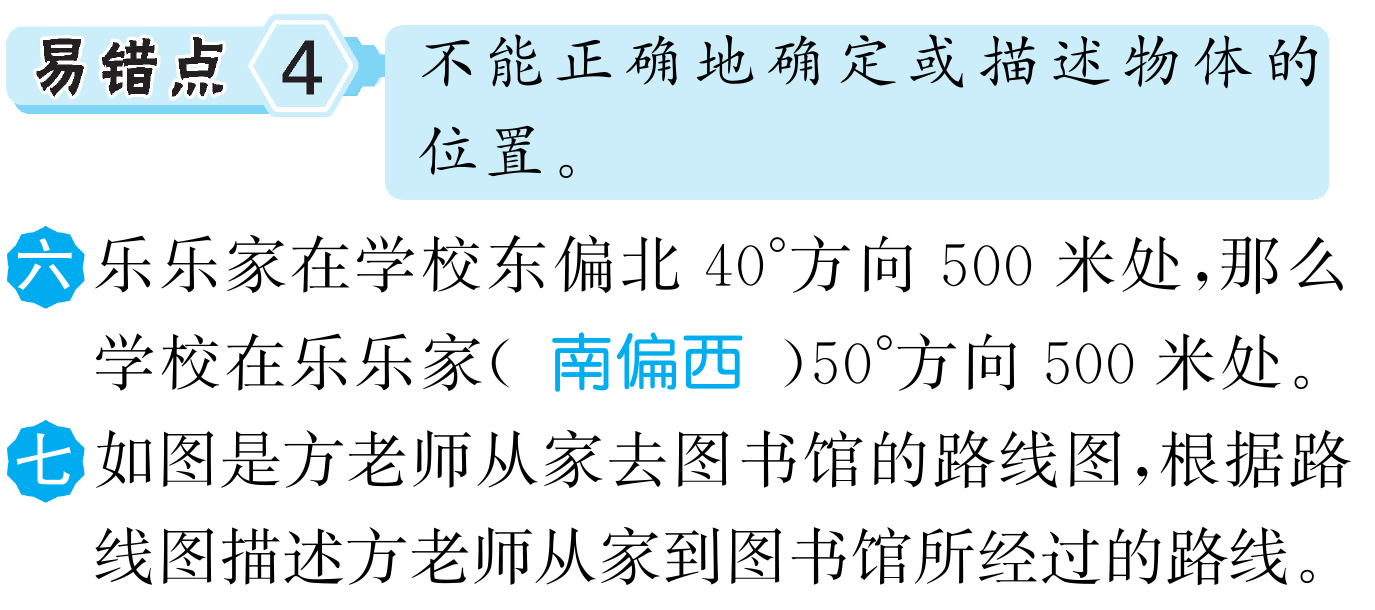 易错点 4 不能正确地确定或描述物体的
位置。
六 乐乐家在学校东偏北 40°方向 500 米处,那么
学校在乐乐家( 南偏西 )50°方向 500 米处。
七 如图是方老师从家去图书馆的路线图,根据路
线图描述方老师从家到图书馆所经过的路线。